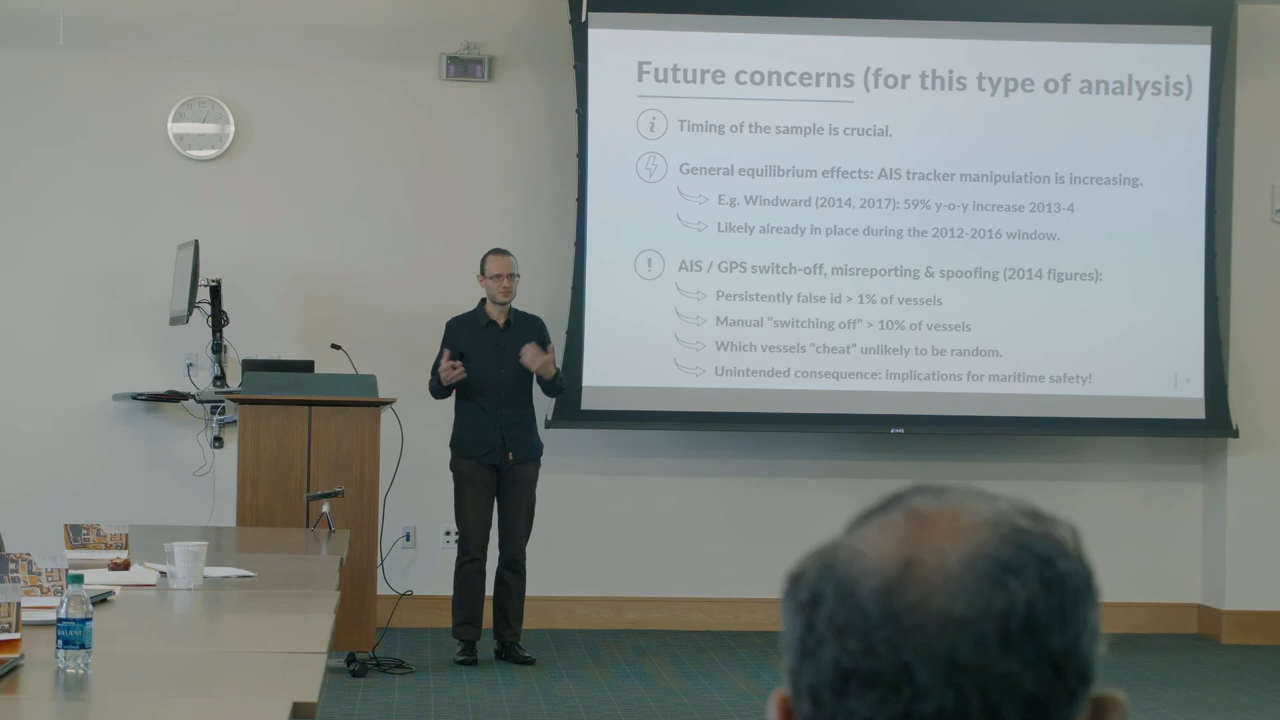 Future concerns (for this type of analysis)
Timing of the sample is crucial.
General equilibrium effects: AIS tracker manipulation is increasing.
E.g. Windward (2014, 2017): 59% y-o-y increase 2013-4
Likely already in place during the 2012-2016 window.
AIS / GPS switch-off, misreporting & spoofing (2014 figures):
Persistently false id > 1% of vessels
Manual “switching off” > 10% of vessels
Which vessels “cheat” unlikely to be random.
Unintended consequence: implications for maritime safety!